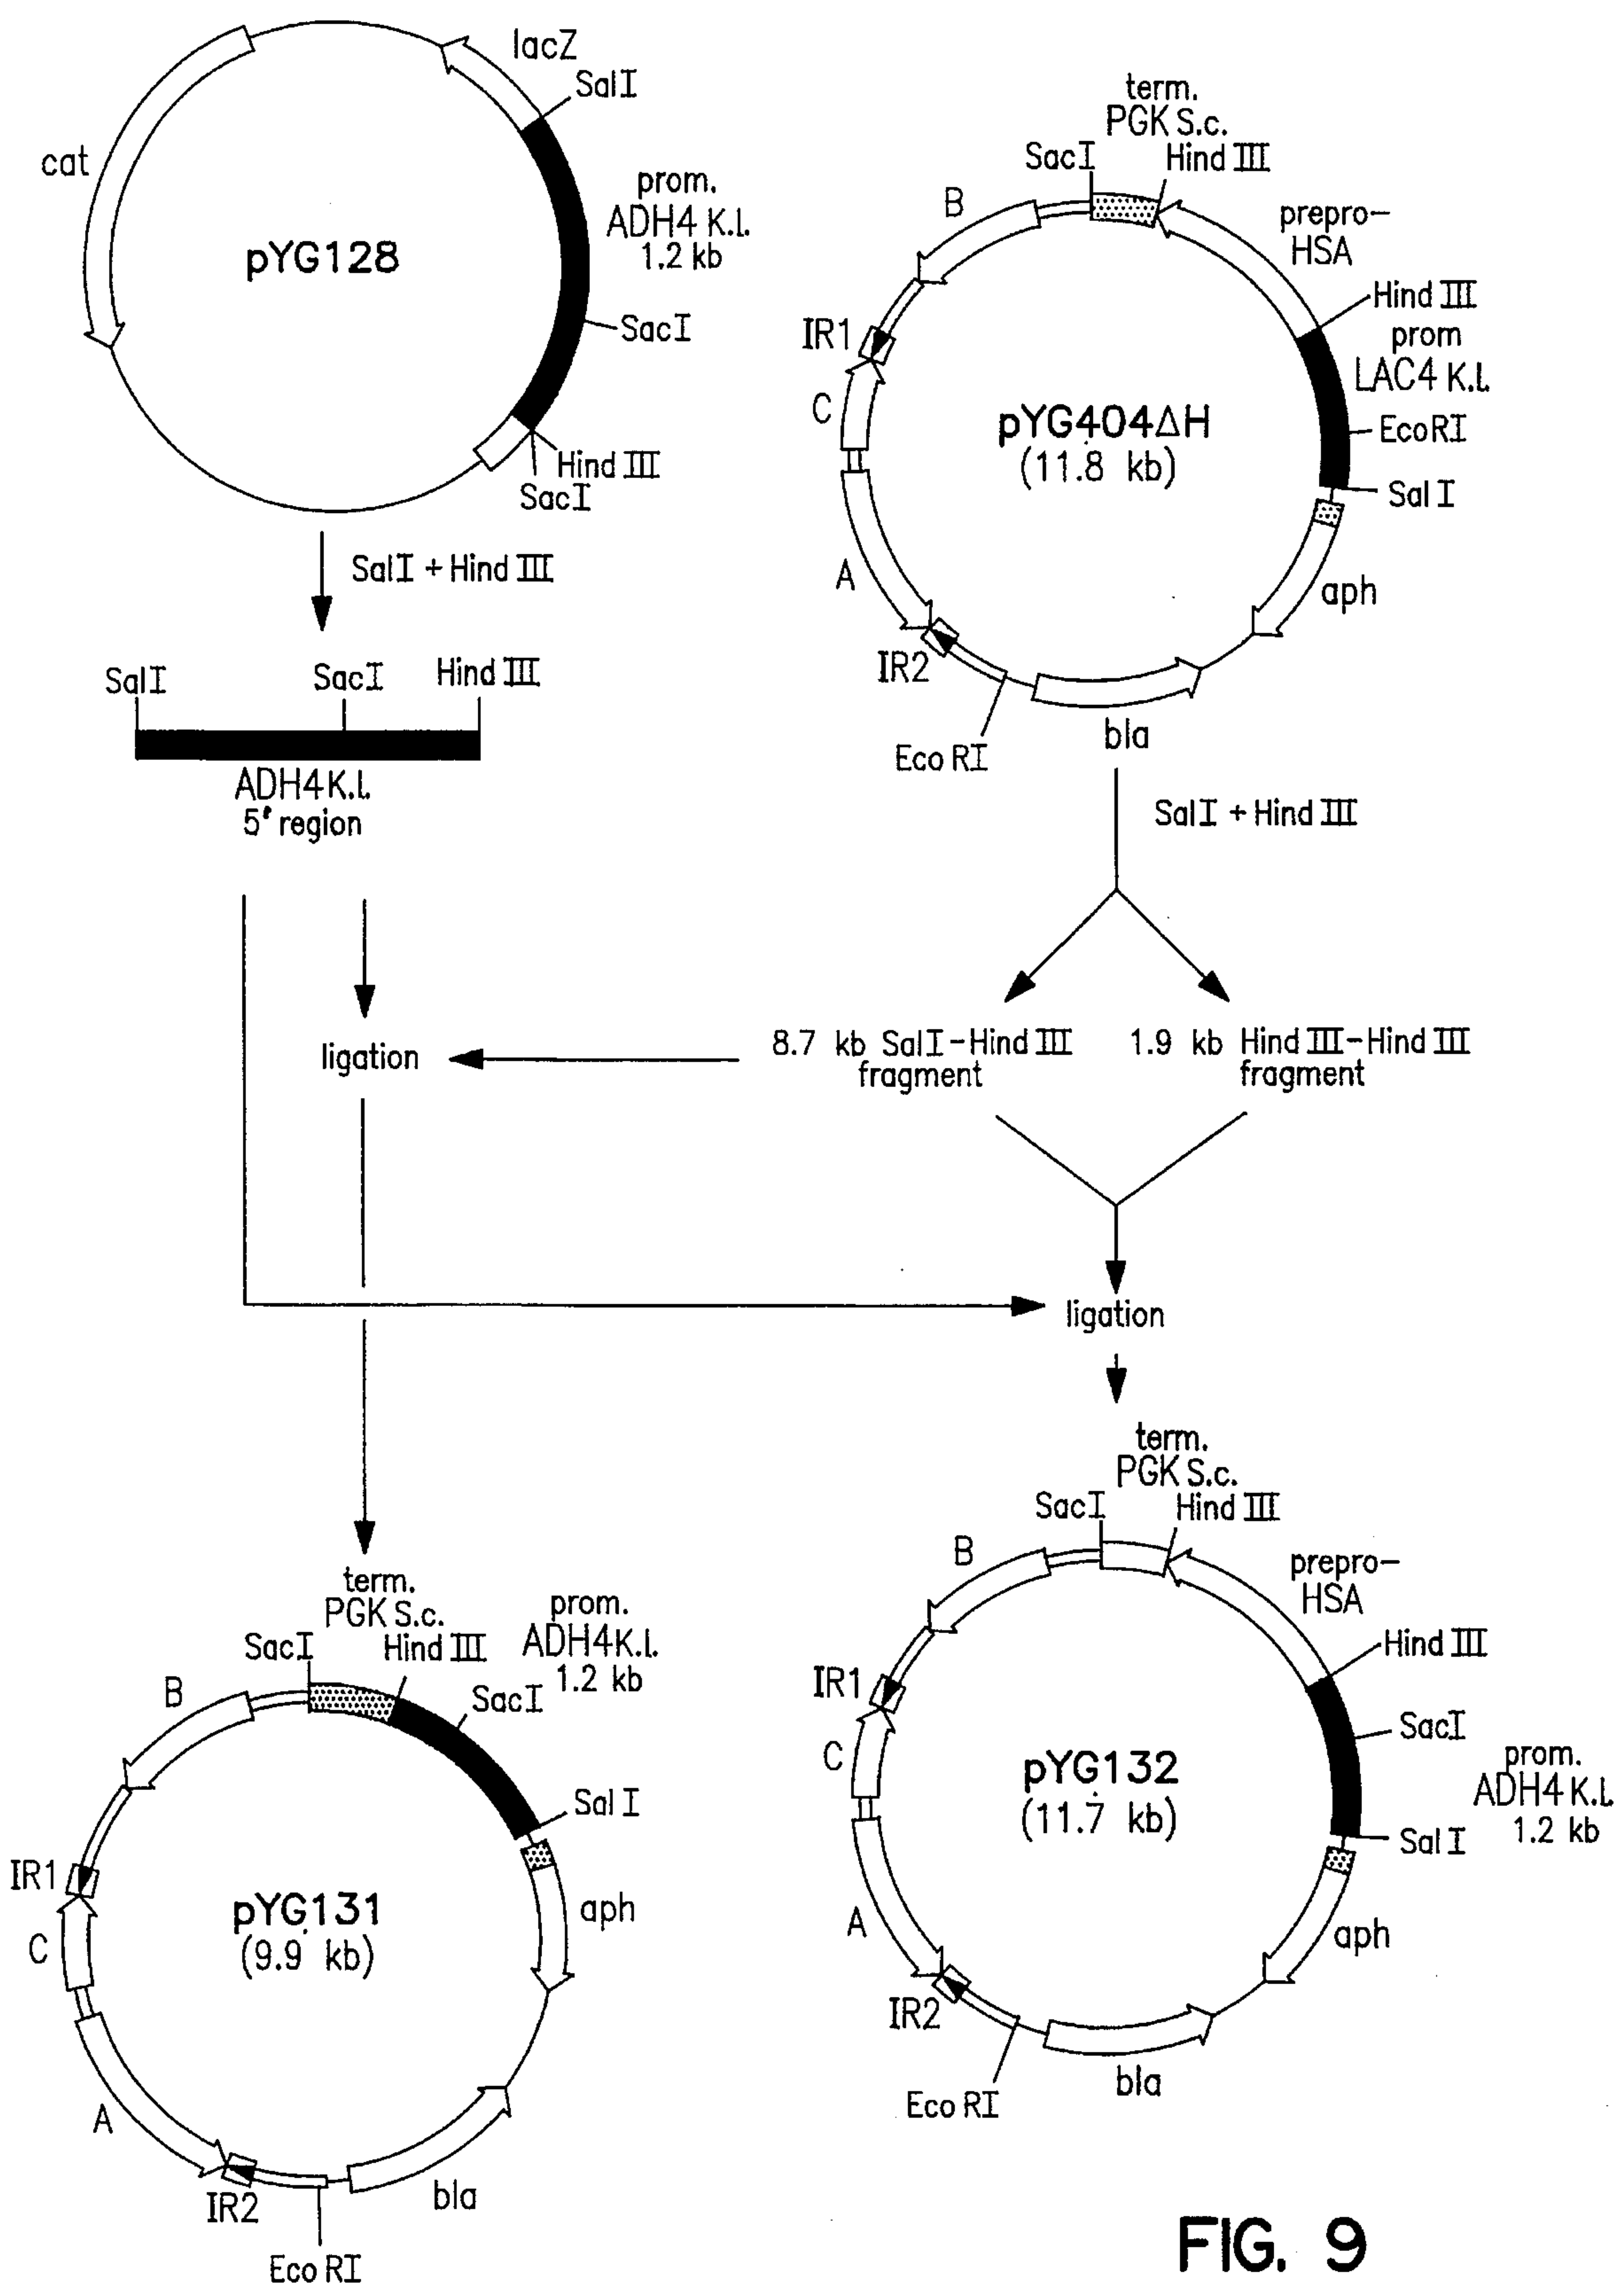 lacZ
SalI
cat
prom.
ADH4 K.l.
1.2 kb
pYG128
SacI
Hind III
SacI
SalI + Hind III
SalI
SacI
Hind III
ADH4 K.l.
5' region
term.
PGK S.c.
SacI
Hind III
B
prepro-
HSA
Hind III
IR1
prom
LAC4 K.l.
C
pYG404ΔH
(11.8 kb)
EcoRI
Sal I
A
aph
IR2
Eco RI
bla
SalI + Hind III
ligation
8.7 kb SalI-Hind III
fragment
1.9 kb Hind III-Hind III
fragment
ligation
term.
PGK S.c.
SacI
Hind III
prom.
ADH4 K.l.
1.2 kb
B
SacI
Sal I
IR1
C
pYG131
(9.9 kb)
aph
A
IR2
bla
Eco RI
term.
PGK S.c.
SacI
Hind III
B
prepro-
HSA
Hind III
IR1
SacI
C
pYG132
(11.7 kb)
prom.
ADH4 K.l.
1.2 kb
Sal I
A
aph
IR2
Eco RI
bla
FIG. 9